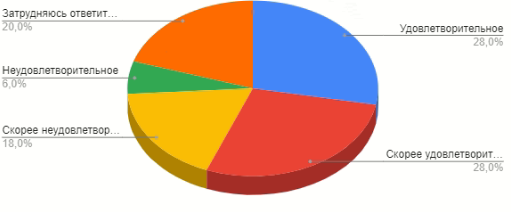 Затрудняюсь ответит...
20,0%
Удовлетворительное
28,0%
Неудовлетворительное
6,0%
Скорее неудовлетвор...
18,0%
Скорее удовлетворит...
28,0%